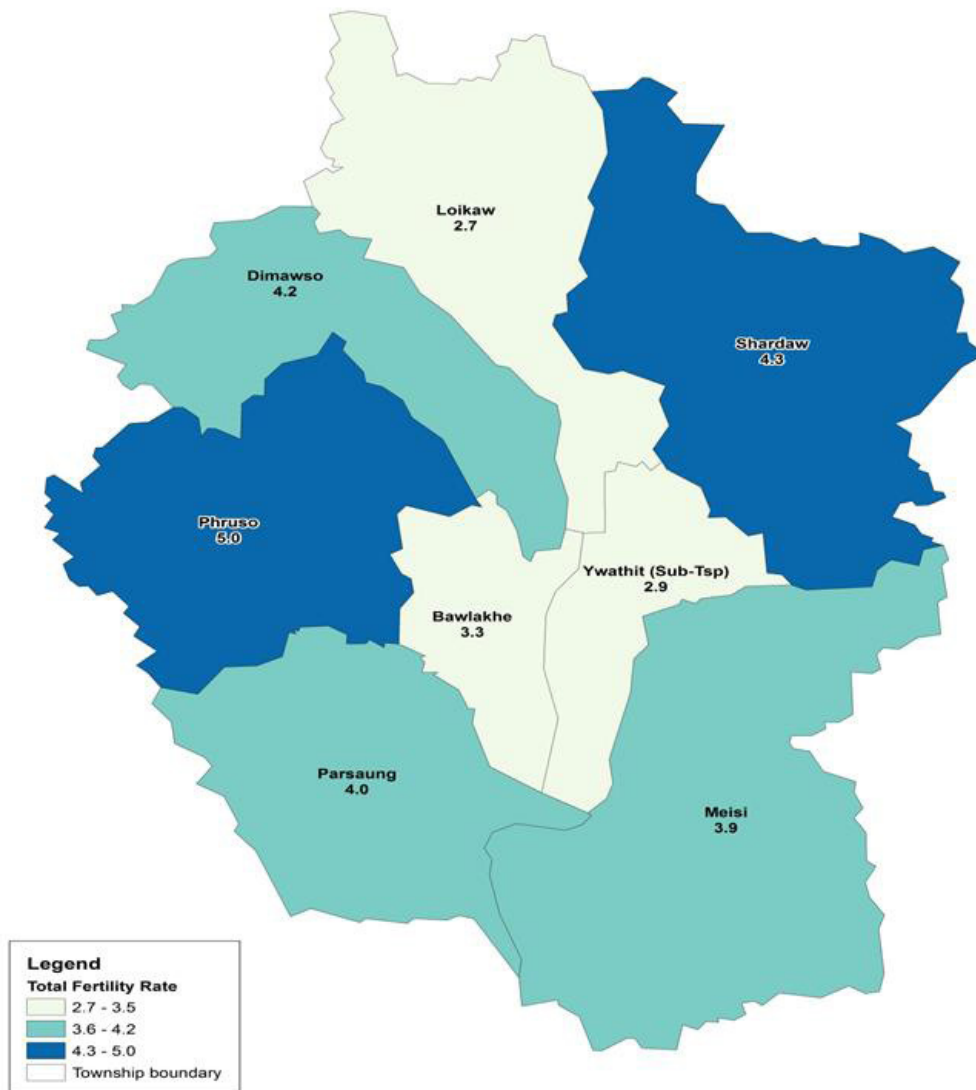 Loikaw
2.7
Dimawso
4.2
Shardaw
4.3
Phruso
5.0
Ywathit (Sub-Tsp)
2.9
Bawlakhe
3.3
Parsaung
4.0
Meisi
3.9
Legend
Total Fertility Rate
2.7 - 3.5
3.6 - 4.2
4.3 - 5.0
Township boundary